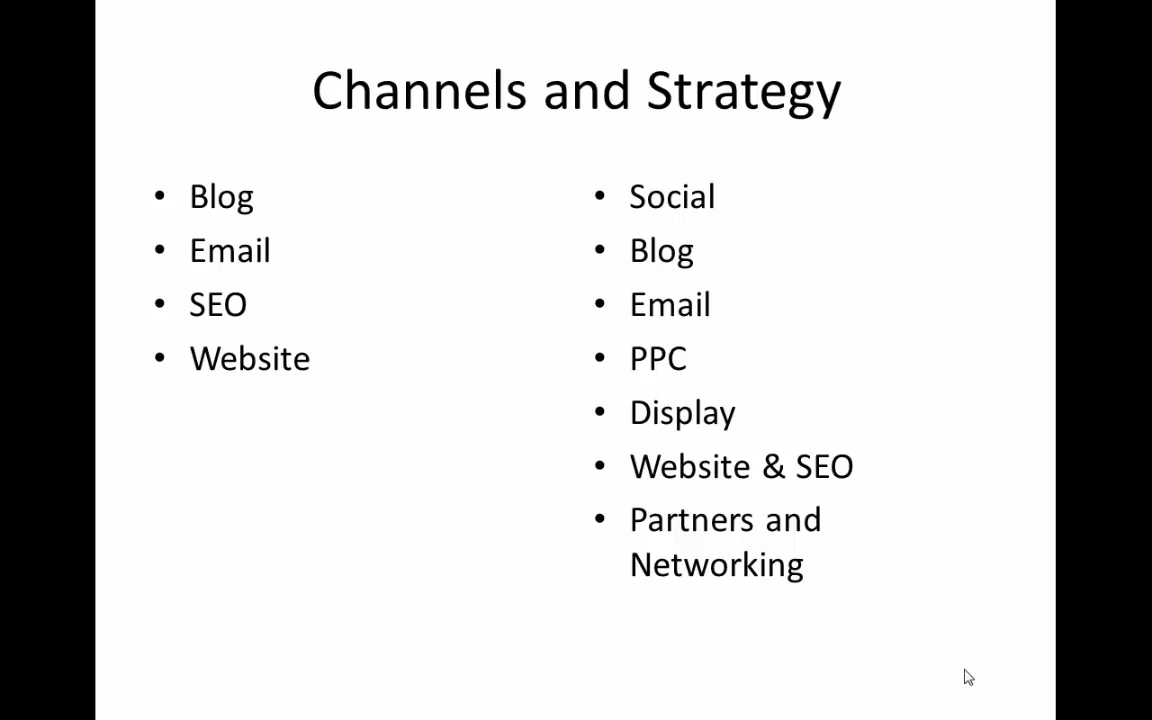 Channels and Strategy
• Blog
• Email
• SEO
• Website
• Social
• Blog
• Email
• PPC
• Display
• Website & SEO
• Partners and
Networking